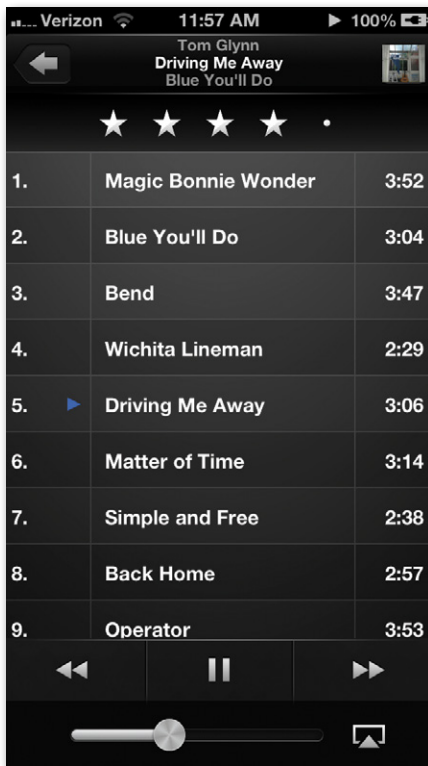 Verizon 11:57 AM 100%
Tom Glynn
Driving Me Away
Blue You'll Do
1. Magic Bonnie Wonder 3:52
2. Blue You'll Do 3:04
3. Bend 3:47
4. Wichita Lineman 2:29
5. Driving Me Away 3:06
6. Matter of Time 3:14
7. Simple and Free 2:38
8. Back Home 2:57
9. Operator 3:53